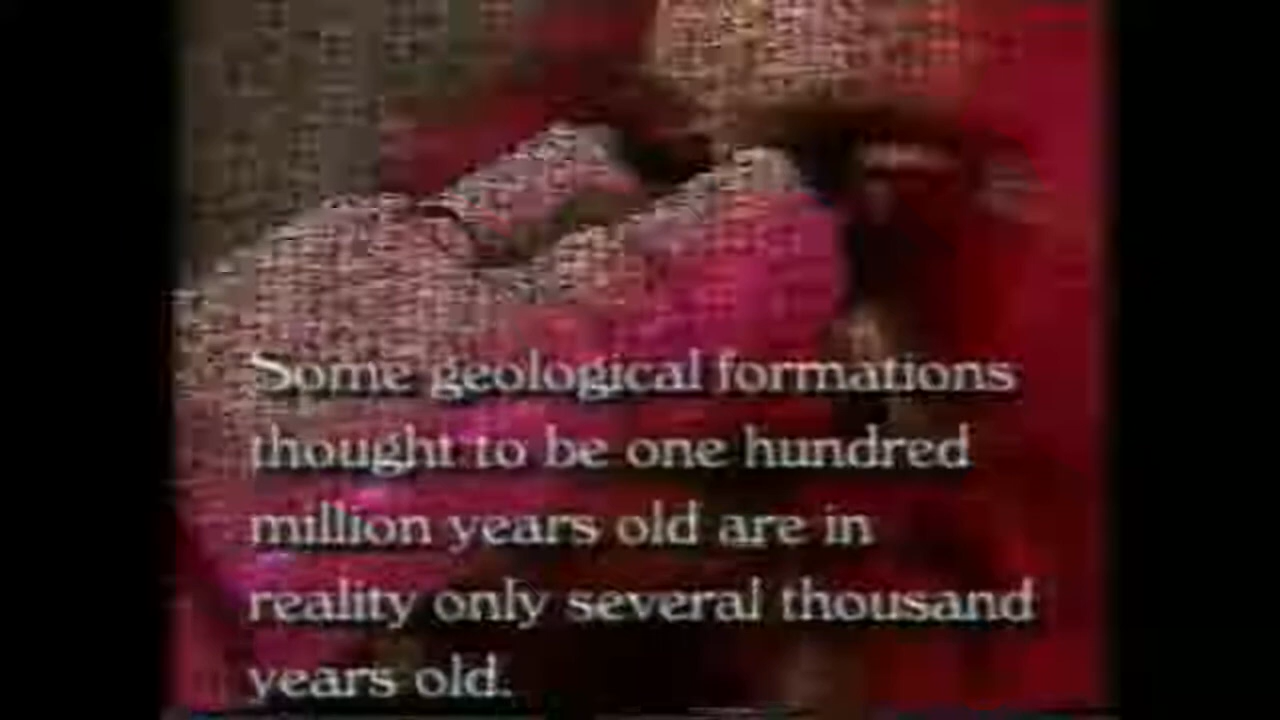 Some geological formations
thought to be one hundred
million years old are in
reality only several thousand
years old.